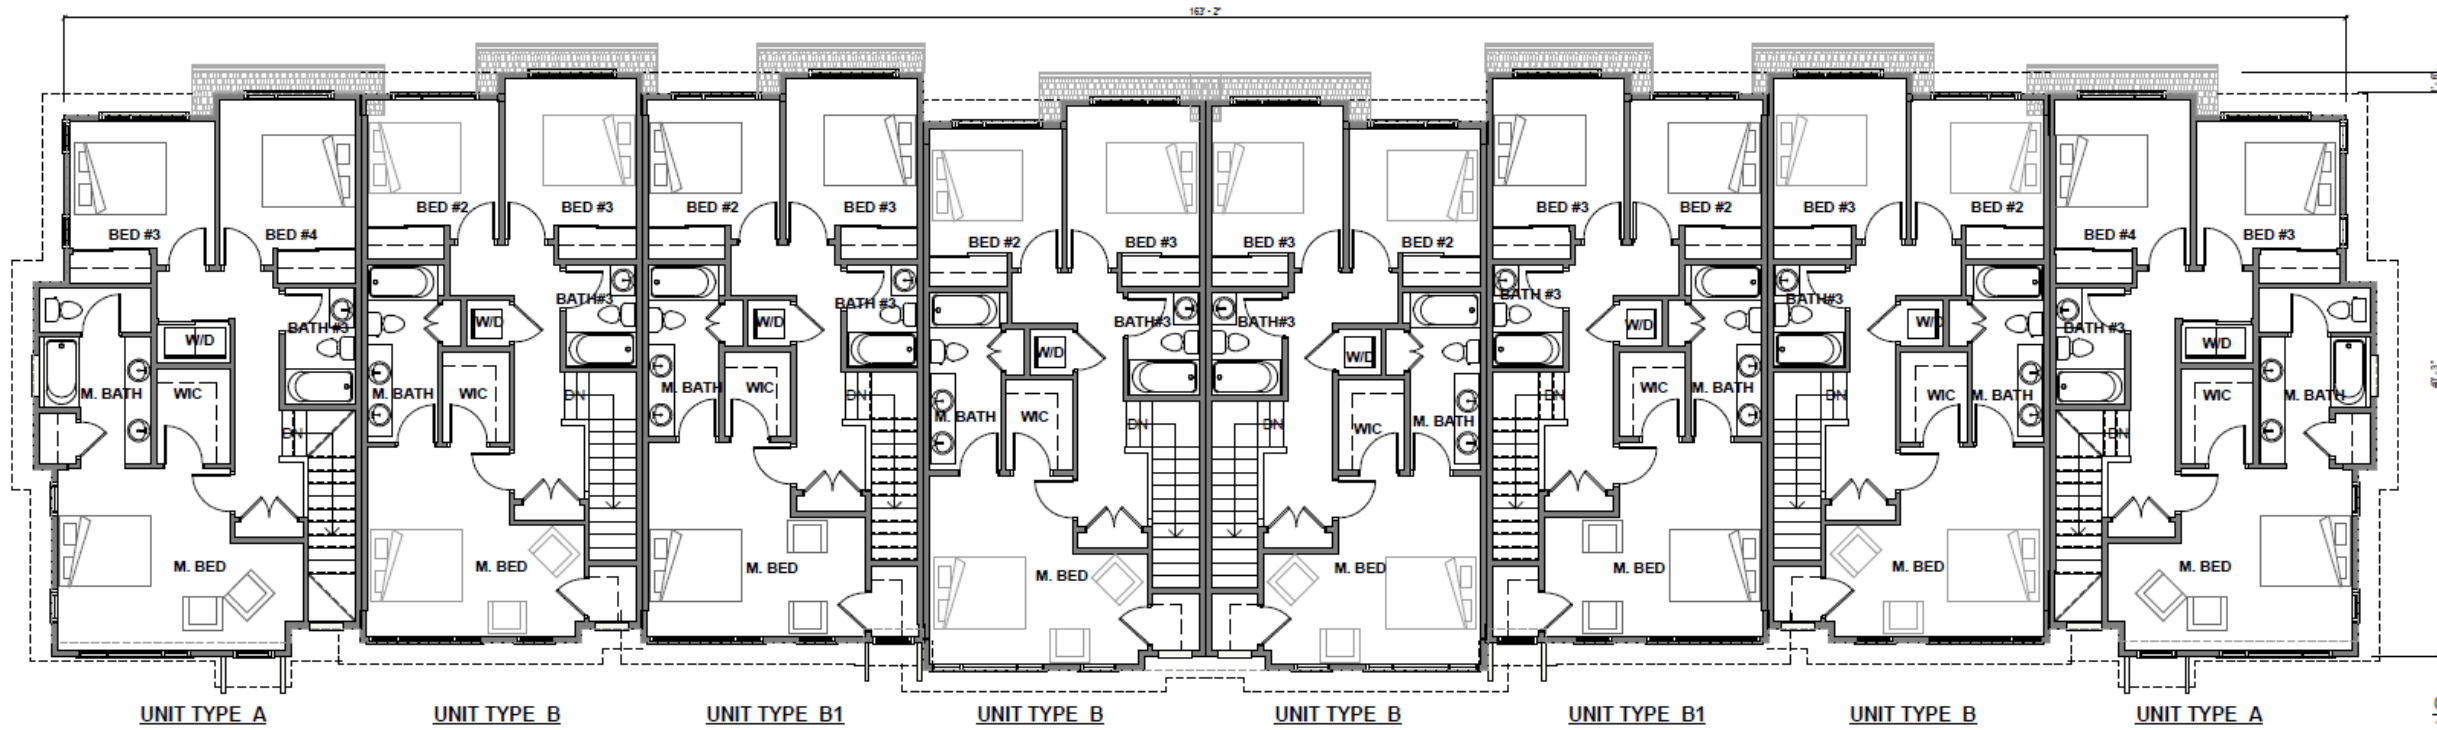 163' - 2"
BED #3
BED #4
BATH #3
W/D
M. BATH
WIC
DN
M. BED
UNIT TYPE A
BED #2
BED #3
BATH#3
W/D
M. BATH
WIC
DN
M. BED
UNIT TYPE B
BED #2
BED #3
BATH #3
W/D
M. BATH
WIC
DN
M. BED
UNIT TYPE B1
BED #2
BED #3
BATH#3
W/D
M. BATH
WIC
DN
M. BED
UNIT TYPE B
BED #3
BED #2
BATH#3
W/D
M. BATH
WIC
DN
M. BED
UNIT TYPE B
BED #3
BED #2
BATH #3
W/D
WIC
M. BATH
DN
M. BED
UNIT TYPE B1
BED #3
BED #2
BATH#3
W/D
WIC
M. BATH
DN
M. BED
UNIT TYPE B
BED #4
BED #3
BATH #3
W/D
WIC
M. BATH
DN
M. BED
UNIT TYPE A